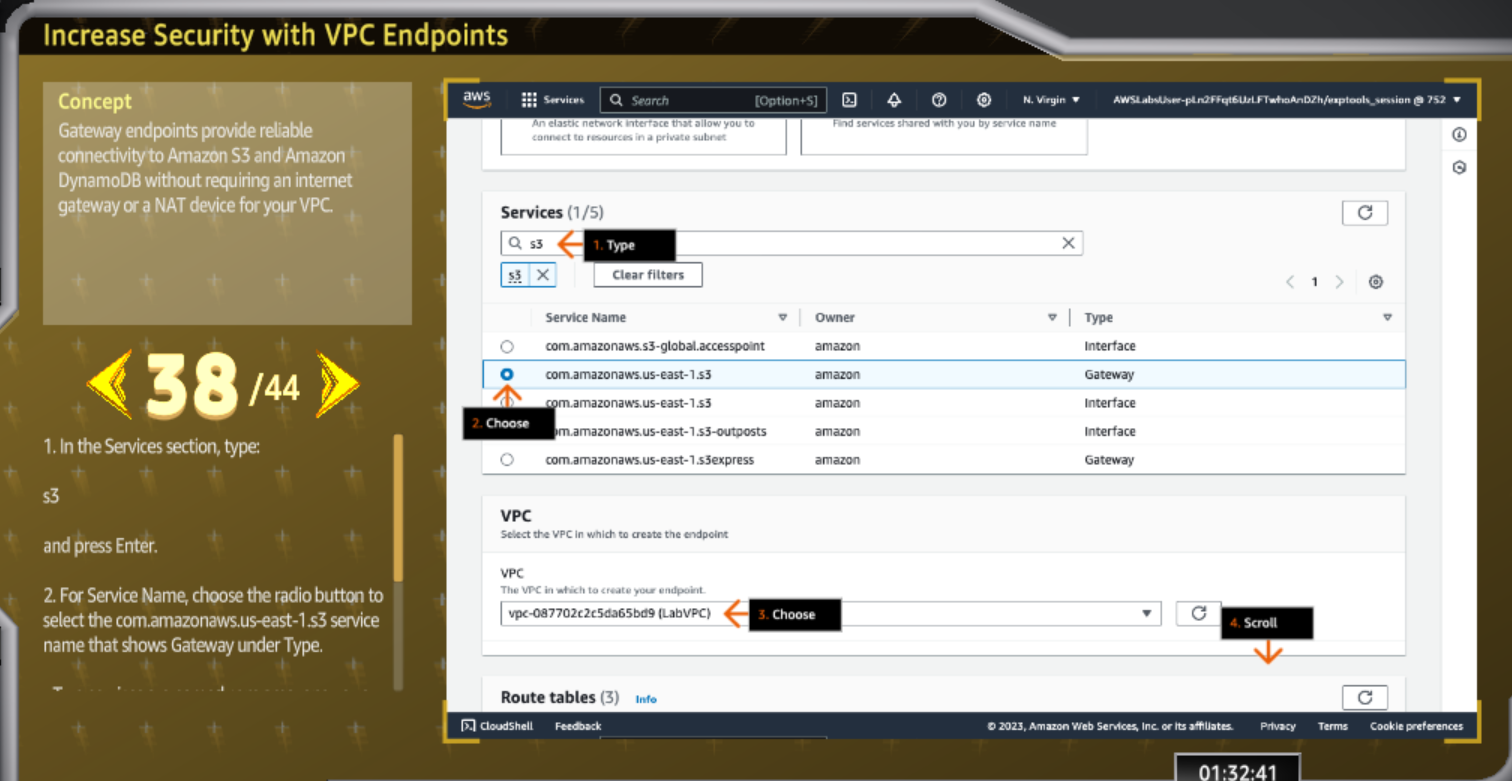 Increase Security with VPC Endpoints
Concept
Gateway endpoints provide reliable
connectivity to Amazon S3 and Amazon
DynamoDB without requiring an internet
gateway or a NAT device for your VPC.
38 /44
1. In the Services section, type:
s3
and press Enter.
2. For Service Name, choose the radio button to
select the com.amazonaws.us-east-1.s3 service
name that shows Gateway under Type.
aws Services Search [Option+S] N. Virgin AWSLabsUser-pLn2FFqt6UzLFTwhoAnDZh/exptools_session @ 752
An elastic network interface that allow you to
connect to resources in a private subnet
Find services shared with you by service name
Services (1/5)
s3 1. Type
s3 Clear filters 1
Service Name Owner Type
com.amazonaws.s3-global.accesspoint amazon Interface
com.amazonaws.us-east-1.s3 amazon Gateway
com.amazonaws.us-east-1.s3 amazon Interface
2. Choose
om.amazonaws.us-east-1.s3-outposts amazon Interface
com.amazonaws.us-east-1.s3express amazon Gateway
VPC
Select the VPC in which to create the endpoint
VPC
The VPC in which to create your endpoint.
vpc-087702c2c5da65bd9 (LabVPC) 3. Choose
4. Scroll
Route tables (3) Info
CloudShell Feedback © 2023, Amazon Web Services, Inc. or its affiliates. Privacy Terms Cookie preferences
01:32:41